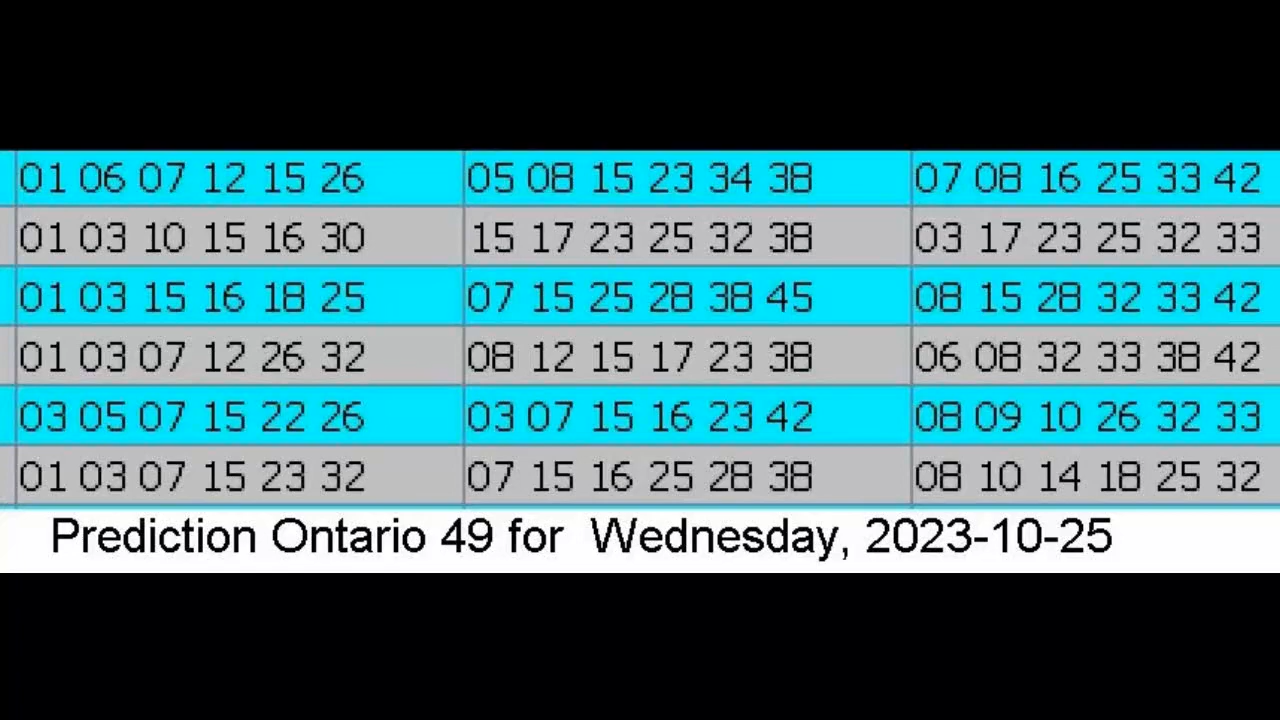 01 06 07 12 15 26 05 08 15 23 34 38 07 08 16 25 33 42
01 03 10 15 16 30 15 17 23 25 32 38 03 17 23 25 32 33
01 03 15 16 18 25 07 15 25 28 38 45 08 15 28 32 33 42
01 03 07 12 26 32 08 12 15 17 23 38 06 08 32 33 38 42
03 05 07 15 22 26 03 07 15 16 23 42 08 09 10 26 32 33
01 03 07 15 23 32 07 15 16 25 28 38 08 10 14 18 25 32
Prediction Ontario 49 for Wednesday, 2023-10-25